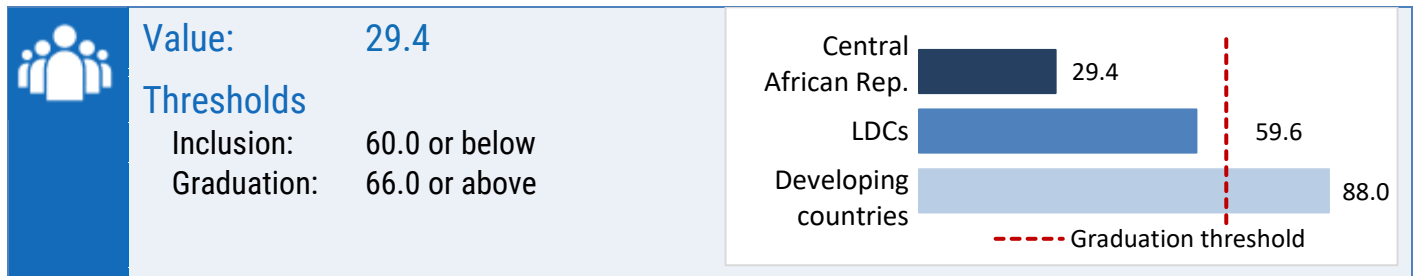 Value: 29.4
Thresholds
Inclusion: 60.0 or below
Graduation: 66.0 or above
Central
African Rep.
29.4
LDCs
59.6
Developing
countries
88.0
Graduation threshold